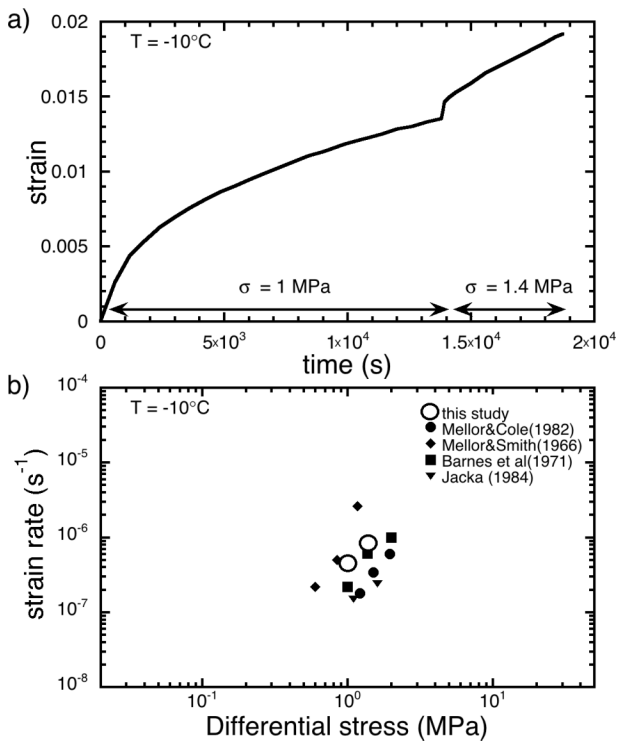 a)
T = -10°C
0.02
0.015
0.01
0.005
0
strain
σ = 1 MPa
σ = 1.4 MPa
0
5×10³
1×10⁴
1.5×10⁴
2×10⁴
time (s)
b)
T = -10°C
this study
Mellor&Cole(1982)
Mellor&Smith(1966)
Barnes et al(1971)
Jacka (1984)
10⁻⁴
10⁻⁵
10⁻⁶
10⁻⁷
10⁻⁸
strain rate (s⁻¹)
10⁻¹
10⁰
10¹
Differential stress (MPa)